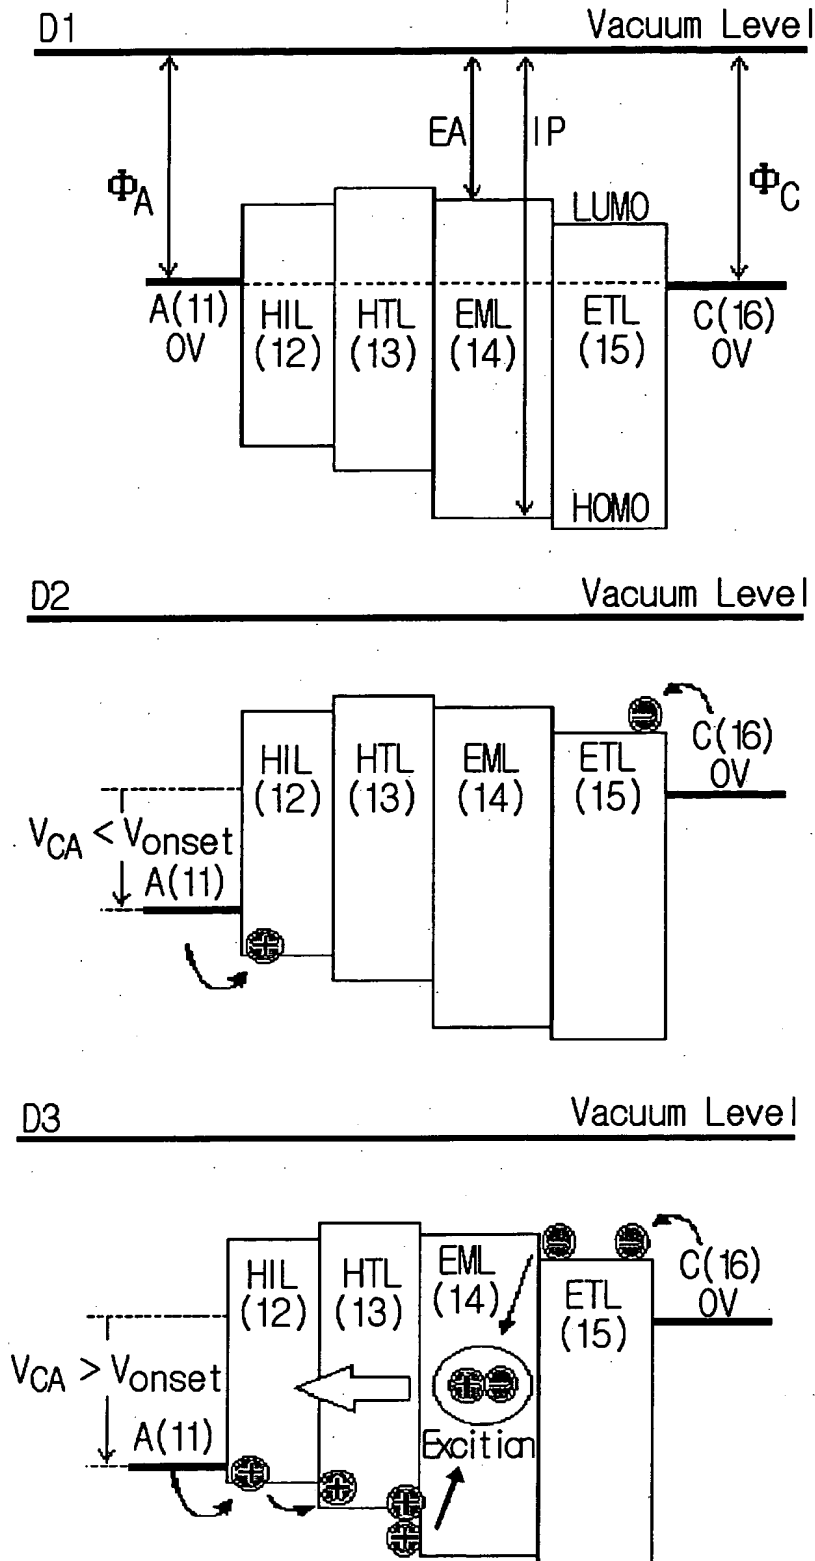 D1 Vacuum Level
EA IP
ΦA ΦC
LUMO
A(11) HIL HTL EML ETL C(16)
0V (12) (13) (14) (15) 0V
HOMO
D2 Vacuum Level
HIL HTL EML ETL C(16)
(12) (13) (14) (15) 0V
VCA < Vonset
A(11)
D3 Vacuum Level
HIL HTL EML C(16)
(12) (13) (14) ETL 0V
(15)
VCA > Vonset
A(11) Excition